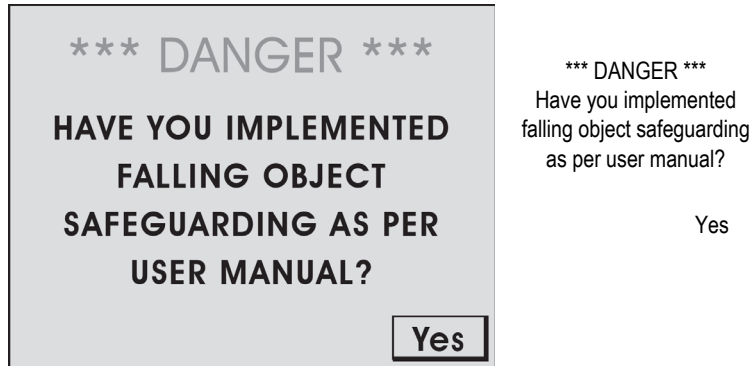 *** DANGER ***
HAVE YOU IMPLEMENTED
FALLING OBJECT
SAFEGUARDING AS PER
USER MANUAL?
Yes
*** DANGER ***
Have you implemented
falling object safeguarding
as per user manual?
Yes